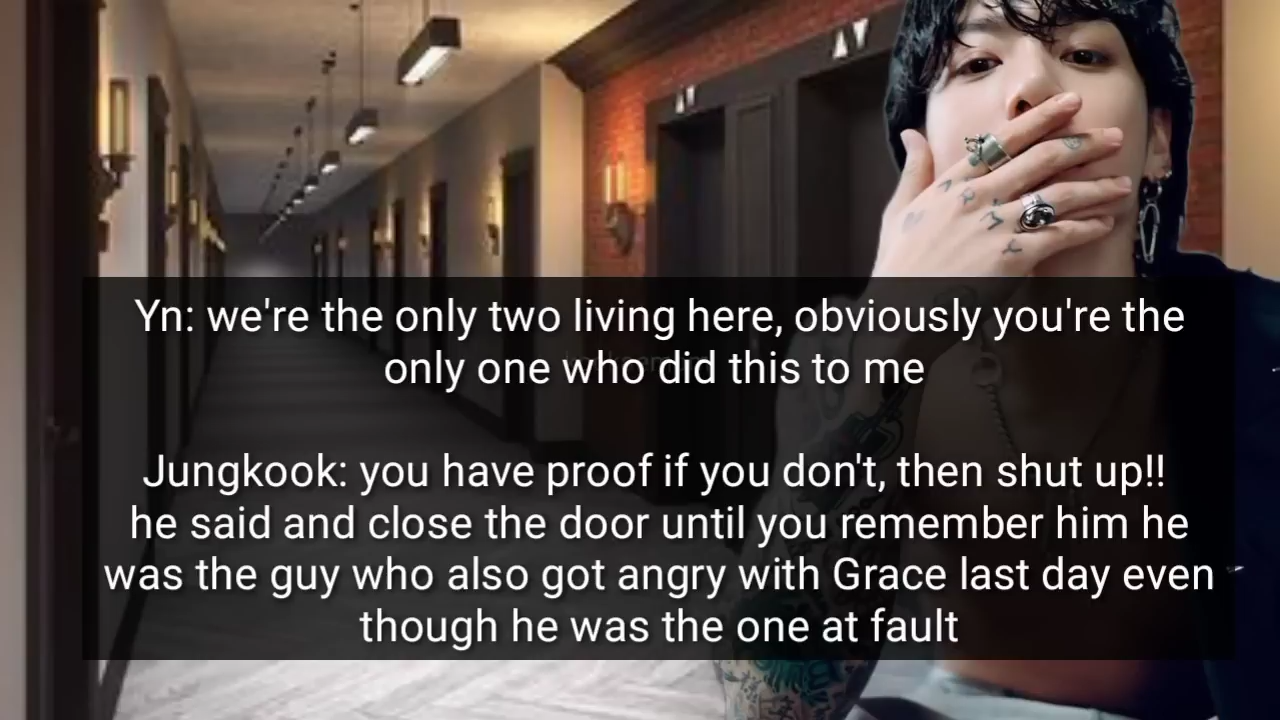 Yn: we're the only two living here, obviously you're the
only one who did this to me
Jungkook: you have proof if you don't, then shut up!!
he said and close the door until you remember him he
was the guy who also got angry with Grace last day even
though he was the one at fault